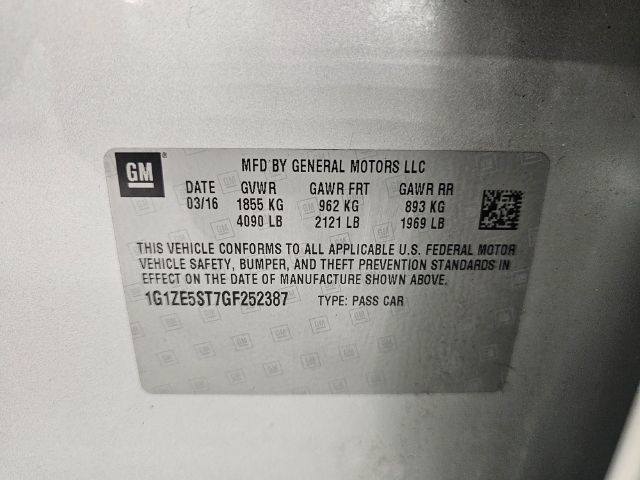 GM ® MFD BY GENERAL MOTORS LLC
DATE GVWR GAWR FRT GAWR RR
03/16 1855 KG 962 KG 893 KG
4090 LB 2121 LB 1969 LB
THIS VEHICLE CONFORMS TO ALL APPLICABLE U.S. FEDERAL MOTOR
VEHICLE SAFETY, BUMPER, AND THEFT PREVENTION STANDARDS IN
EFFECT ON THE DATE OF MANUFACTURE SHOWN ABOVE.
1G1ZE5ST7GF252387 TYPE: PASS CAR